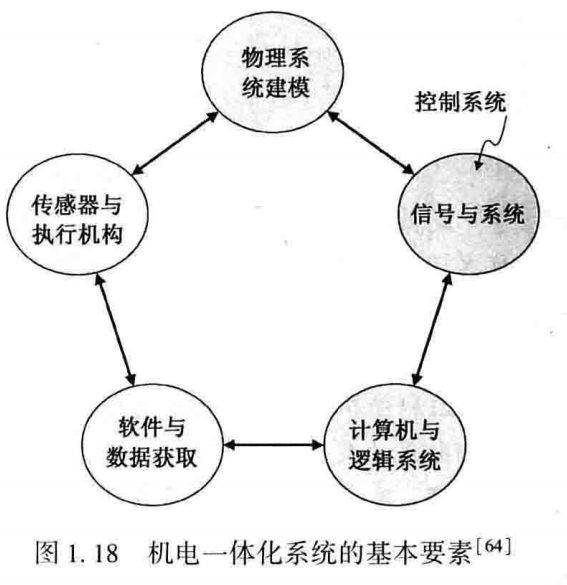 物理系
统建模
控制系统
传感器与
执行机构
信号与系统
软件与
数据获取
计算机与
逻辑系统
图 1.18 机电一体化系统的基本要素[64]